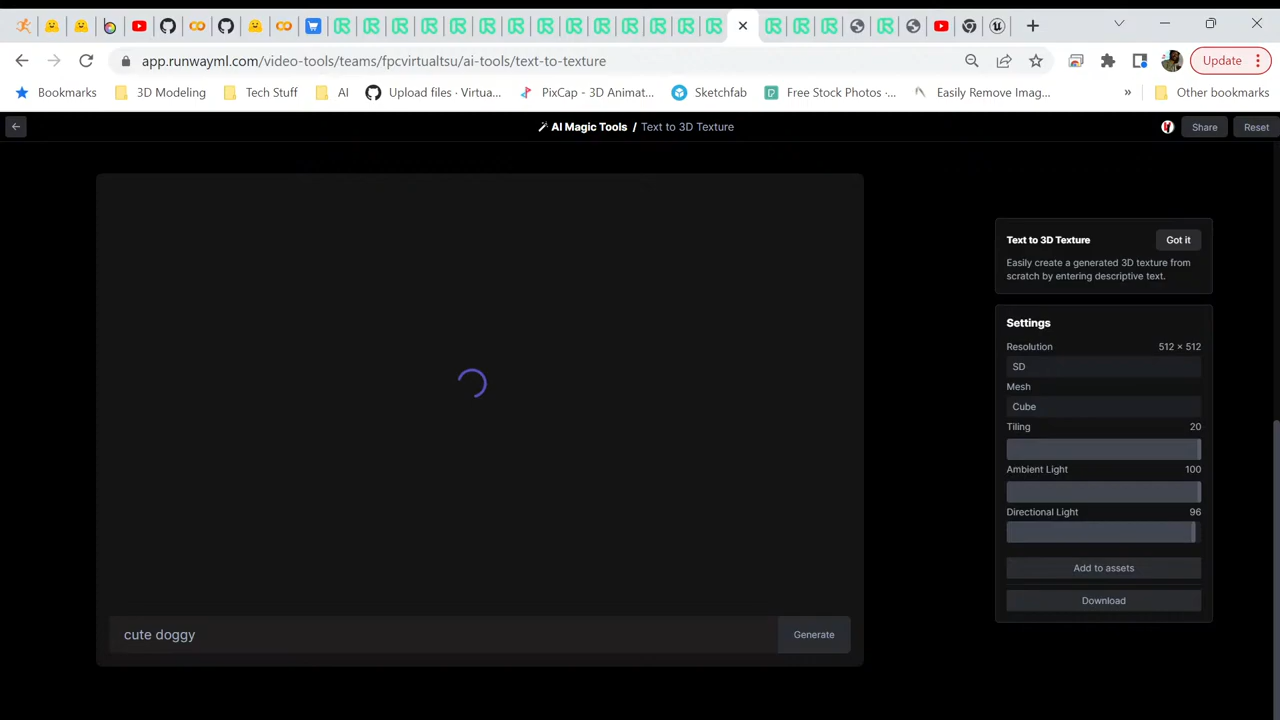 app.runwayml.com/video-tools/teams/fpcvirtualtsu/ai-tools/text-to-texture
Update
Bookmarks
3D Modeling
Tech Stuff
AI
Upload files · Virtua...
PixCap - 3D Animat...
Sketchfab
Free Stock Photos ·...
Easily Remove Imag...
»
Other bookmarks
AI Magic Tools / Text to 3D Texture
Share
Reset
Text to 3D Texture
Got it
Easily create a generated 3D texture from
scratch by entering descriptive text.
Settings
Resolution 512 × 512
SD
Mesh
Cube
Tiling 20
Ambient Light 100
Directional Light 96
Add to assets
Download
cute doggy
Generate